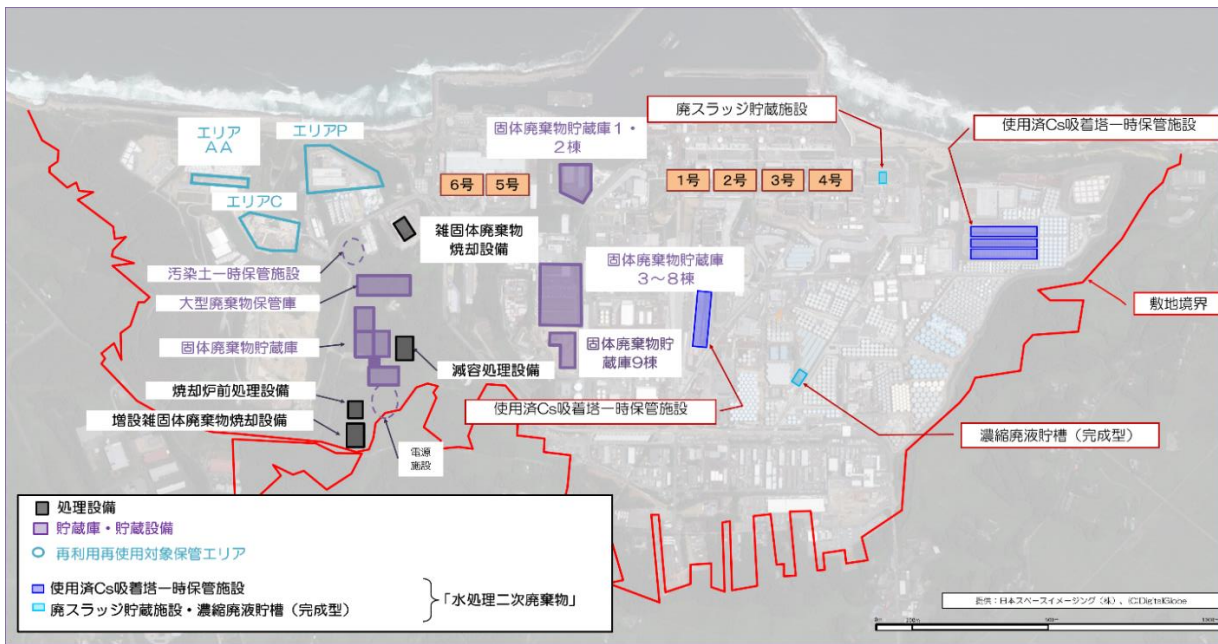 廃スラッジ貯蔵施設
使用済Cs吸着塔一時保管施設
エリア
AA
エリアP
固体廃棄物貯蔵庫1・
2棟
6号
5号
1号
2号
3号
4号
エリアC
雑固体廃棄物
焼却設備
汚染土一時保管施設
固体廃棄物貯蔵庫
3～8棟
大型廃棄物保管庫
敷地境界
固体廃棄物貯蔵庫
減容処理設備
固体廃棄物貯
蔵庫9棟
焼却炉前処理設備
使用済Cs吸着塔一時保管施設
増設雑固体廃棄物焼却設備
濃縮廃液貯槽（完成型）
電源
施設
処理設備
貯蔵庫・貯蔵設備
再利用再使用対象保管エリア
使用済Cs吸着塔一時保管施設
廃スラッジ貯蔵施設・濃縮廃液貯槽（完成型）
「水処理二次廃棄物」
提供：日本スペースイメージング（株）、(C)DigitalGlobe